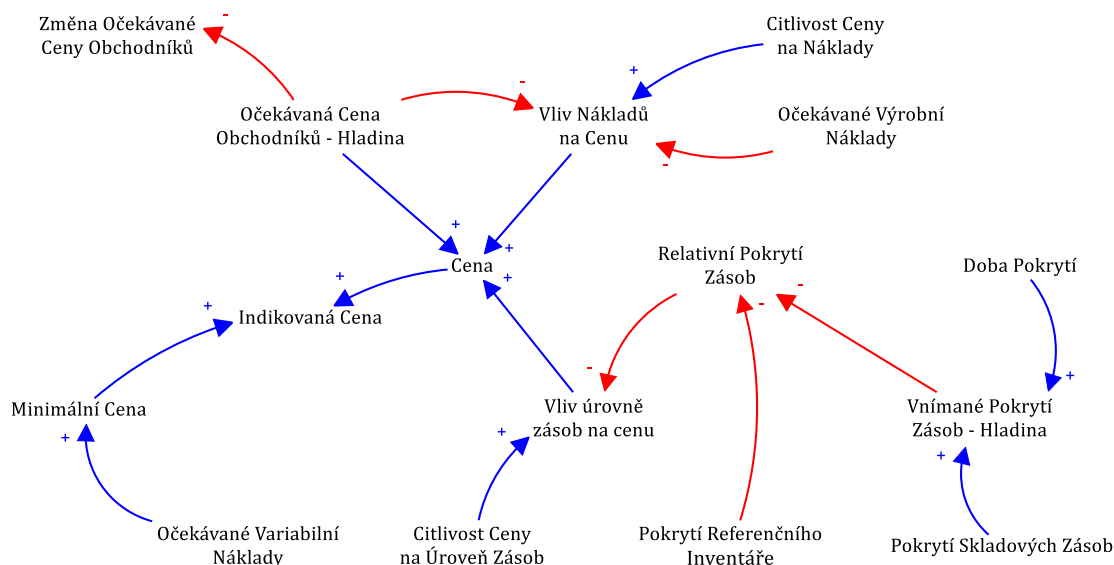 Změna Očekávané
Ceny Obchodníků
-
Citlivost Ceny
na Náklady
+
-
Očekávaná Cena
Obchodníků - Hladina
Vliv Nákladů
na Cenu
Očekávané Výrobní
Náklady
-
+
+
Cena
+
Relativní Pokrytí
Zásob
Doba Pokrytí
+
-
-
+
Indikovaná Cena
-
+
Minimální Cena
+
Vliv úrovně
zásob na cenu
+
Vnímané Pokrytí
Zásob - Hladina
+
Očekávané Variabilní
Náklady
Citlivost Ceny
na Úroveň Zásob
Pokrytí Referenčního
Inventáře
Pokrytí Skladových Zásob